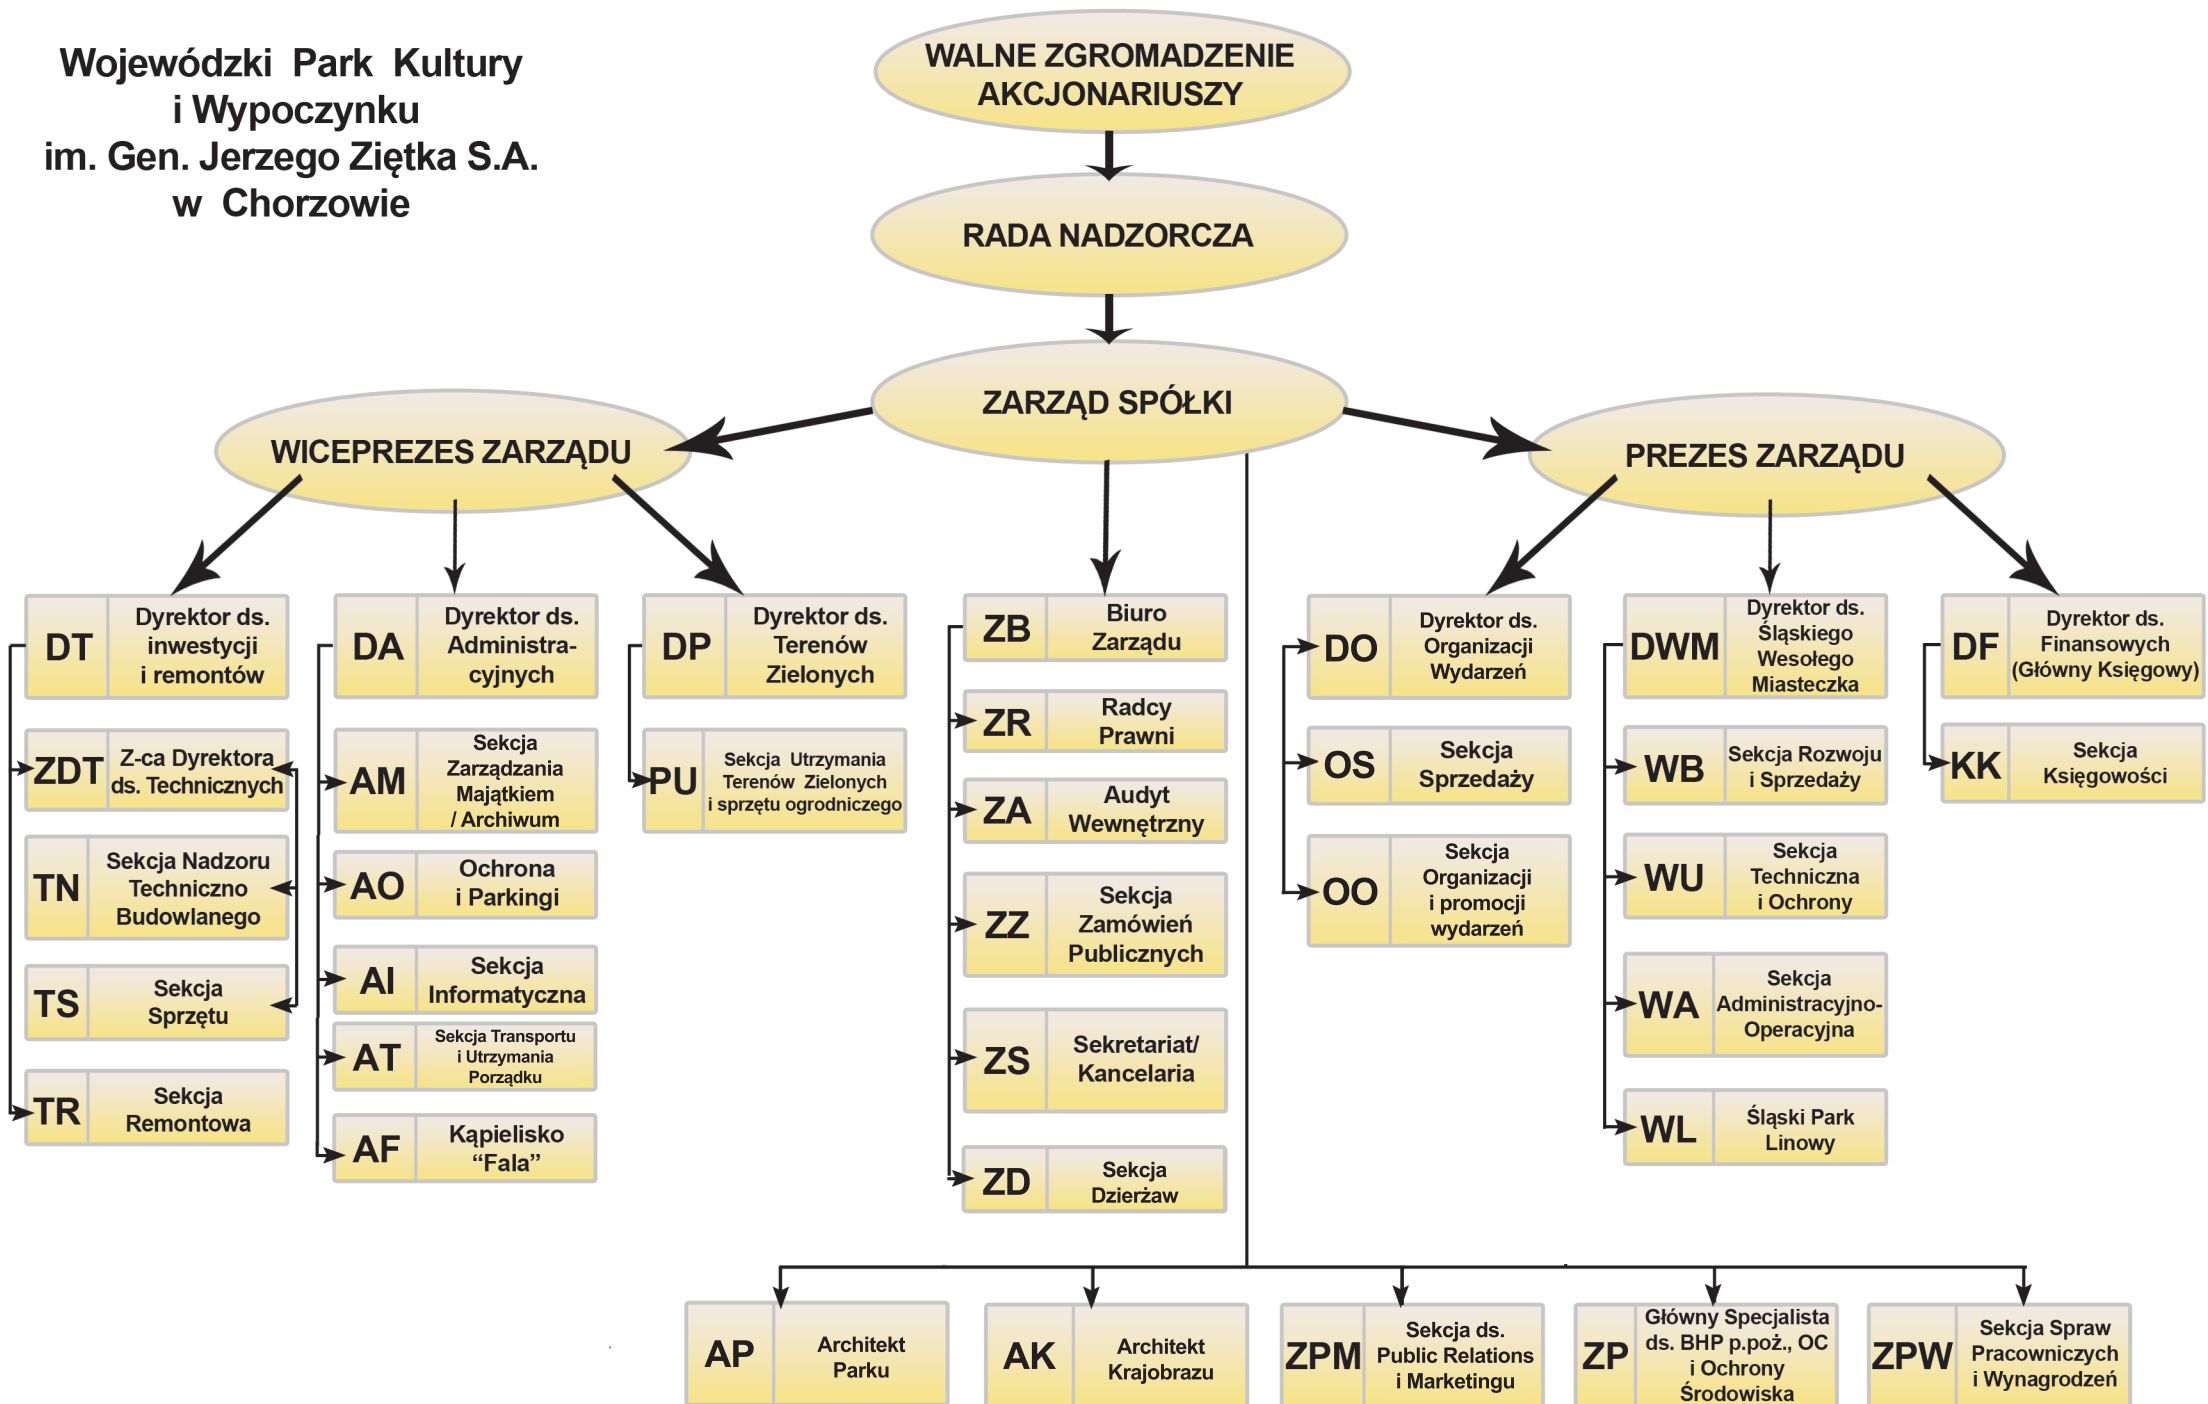 Wojewódzki Park Kultury
i Wypoczynku
im. Gen. Jerzego Ziętka S.A.
w Chorzowie
WALNE ZGROMADZENIE
AKCJONARIUSZY
RADA NADZORCZA
ZARZĄD SPÓŁKI
WICEPREZES ZARZĄDU
PREZES ZARZĄDU
DT
Dyrektor ds.
inwestycji
i remontów
ZDT
Z-ca Dyrektora
ds. Technicznych
TN
Sekcja Nadzoru
Techniczno
Budowlanego
TS
Sekcja
Sprzętu
TR
Sekcja
Remontowa
DA
Dyrektor ds.
Administra-
cyjnych
AM
Sekcja
Zarządzania
Majątkiem
/ Archiwum
AO
Ochrona
i Parkingi
AI
Sekcja
Informatyczna
AT
Sekcja Transportu
i Utrzymania
Porządku
AF
Kąpielisko
“Fala”
DP
Dyrektor ds.
Terenów
Zielonych
PU
Sekcja Utrzymania
Terenów Zielonych
i sprzętu ogrodniczego
ZB
Biuro
Zarządu
ZR
Radcy
Prawni
ZA
Audyt
Wewnętrzny
ZZ
Sekcja
Zamówień
Publicznych
ZS
Sekretariat/
Kancelaria
ZD
Sekcja
Dzierżaw
DO
Dyrektor ds.
Organizacji
Wydarzeń
OS
Sekcja
Sprzedaży
OO
Sekcja
Organizacji
i promocji
wydarzeń
DWM
Dyrektor ds.
Śląskiego
Wesołego
Miasteczka
WB
Sekcja Rozwoju
i Sprzedaży
WU
Sekcja
Techniczna
i Ochrony
WA
Sekcja
Administracyjno-
Operacyjna
WL
Śląski Park
Linowy
DF
Dyrektor ds.
Finansowych
(Główny Księgowy)
KK
Sekcja
Księgowości
AP
Architekt
Parku
AK
Architekt
Krajobrazu
ZPM
Sekcja ds.
Public Relations
i Marketingu
ZP
Główny Specjalista
ds. BHP p.poż., OC
i Ochrony
Środowiska
ZPW
Sekcja Spraw
Pracowniczych
i Wynagrodzeń